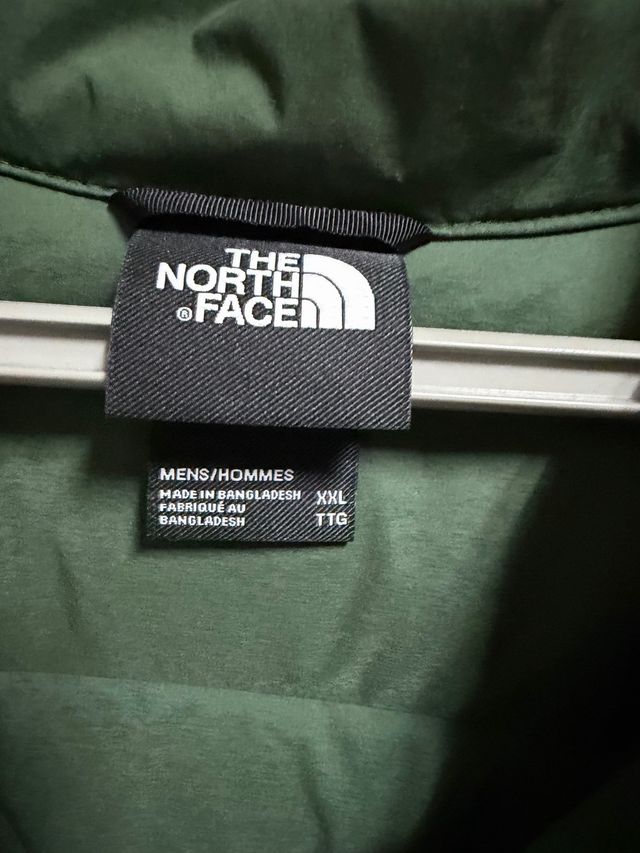 THE
NORTH
® FACE
MENS/HOMMES
MADE IN BANGLADESH XXL
FABRIQUÉ AU
BANGLADESH TTG